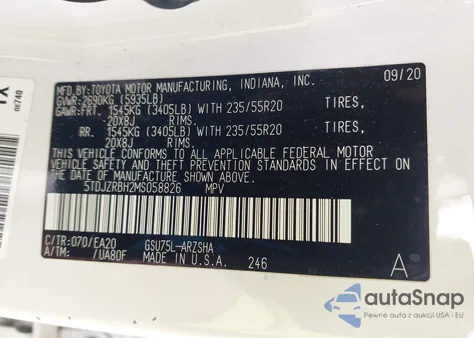 MFD. BY: TOYOTA MOTOR MANUFACTURING, INDIANA, INC. 09/20
GVWR: 2690KG (5935LB)
GAWR: FRT. 1545KG (3405LB) WITH 235/55R20 TIRES,
20X8J RIMS.
RR. 1545KG (3405LB) WITH 235/55R20 TIRES,
20X8J RIMS.
THIS VEHICLE CONFORMS TO ALL APPLICABLE FEDERAL MOTOR
VEHICLE SAFETY AND THEFT PREVENTION STANDARDS IN EFFECT
ON THE DATE OF MANUFACTURE SHOWN ABOVE.
5TDJZRBH2MS058826 MPV
C/TR: 070/EA20 GSU75L-ARZSHA
A/TM: /UA80F MADE IN U.S.A. 246 A
0E740
autoSnap
Pewne auta z aukcji USA i EU